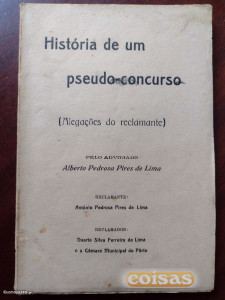 História de um
pseudo-concurso
(Alegações do reclamante)
PELO ADVOGADO
Alberto Pedrosa Pires de Lima
RECLAMANTE:
António Pedrosa Pires de Lima
RECLAMADOS:
Duarte Silva Ferreira de Lima
e a Câmara Municipal do Pôrto
coisas